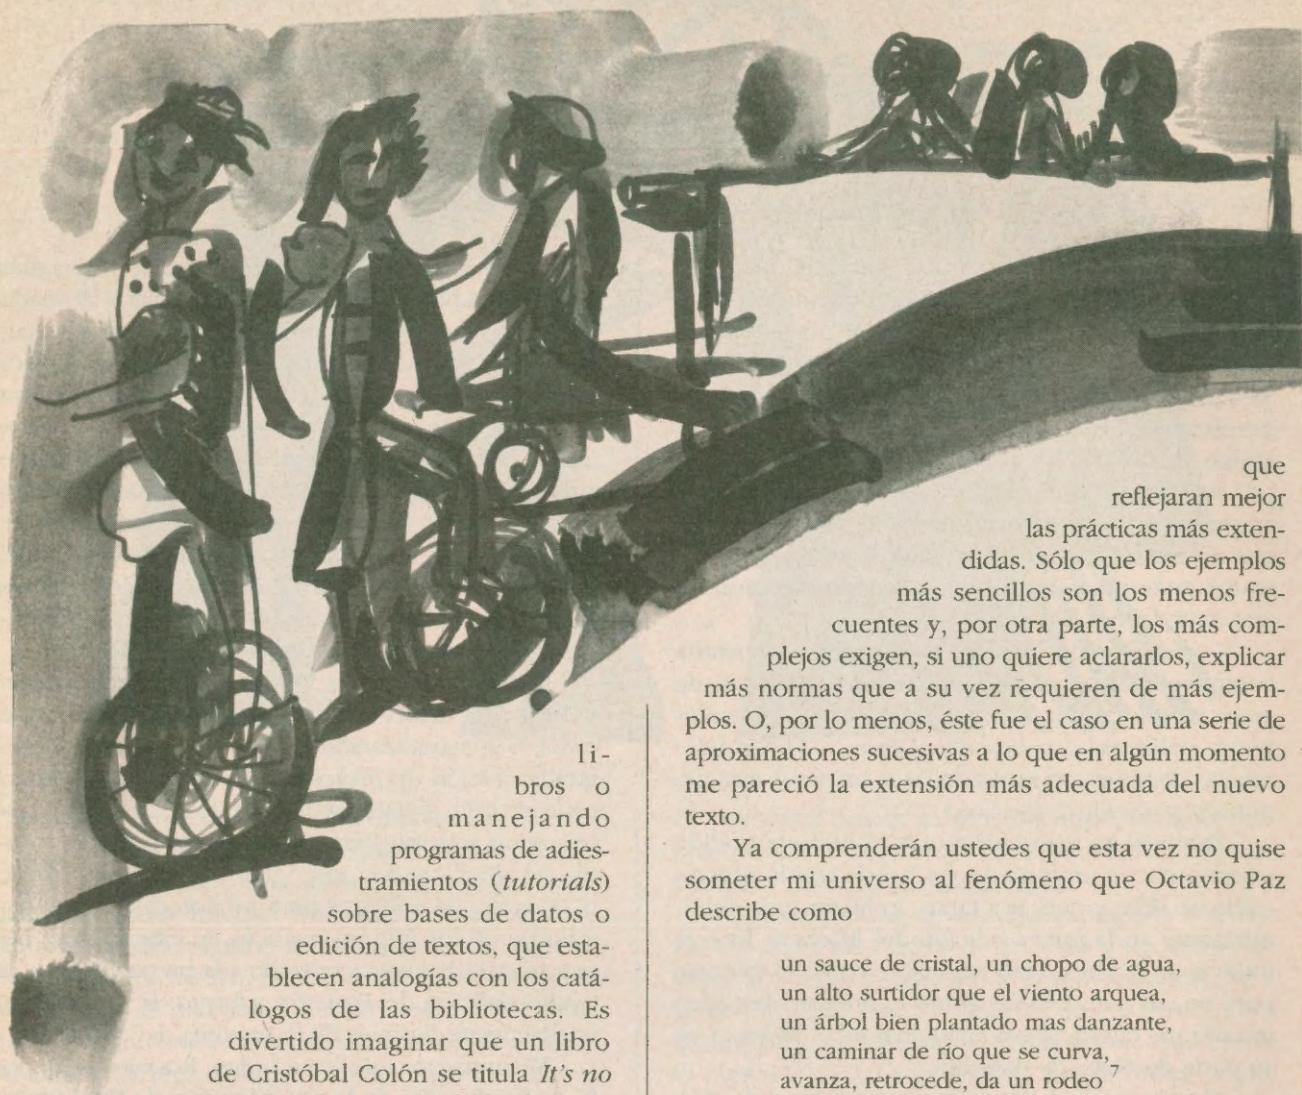 li-
bros o
manejando
programas de adies-
tramientos (tutorials)
sobre bases de datos o
edición de textos, que esta-
blecen analogías con los catá-
logos de las bibliotecas. Es
divertido imaginar que un libro
de Cristóbal Colón se titula It's no
que
reflejaran mejor
las prácticas más exten-
didas. Sólo que los ejemplos
más sencillos son los menos fre-
cuentes y, por otra parte, los más com-
plejos exigen, si uno quiere aclararlos, explicar
más normas que a su vez requieren de más ejem-
plos. O, por lo menos, éste fue el caso en una serie de
aproximaciones sucesivas a lo que en algún momento
me pareció la extensión más adecuada del nuevo
texto.
Ya comprenderán ustedes que esta vez no quise
someter mi universo al fenómeno que Octavio Paz
describe como
un sauce de cristal, un chopo de agua,
un alto surtidor que el viento arquea,
un árbol bien plantado mas danzante,
un caminar de río que se curva,
avanza, retrocede, da un rodeo 7